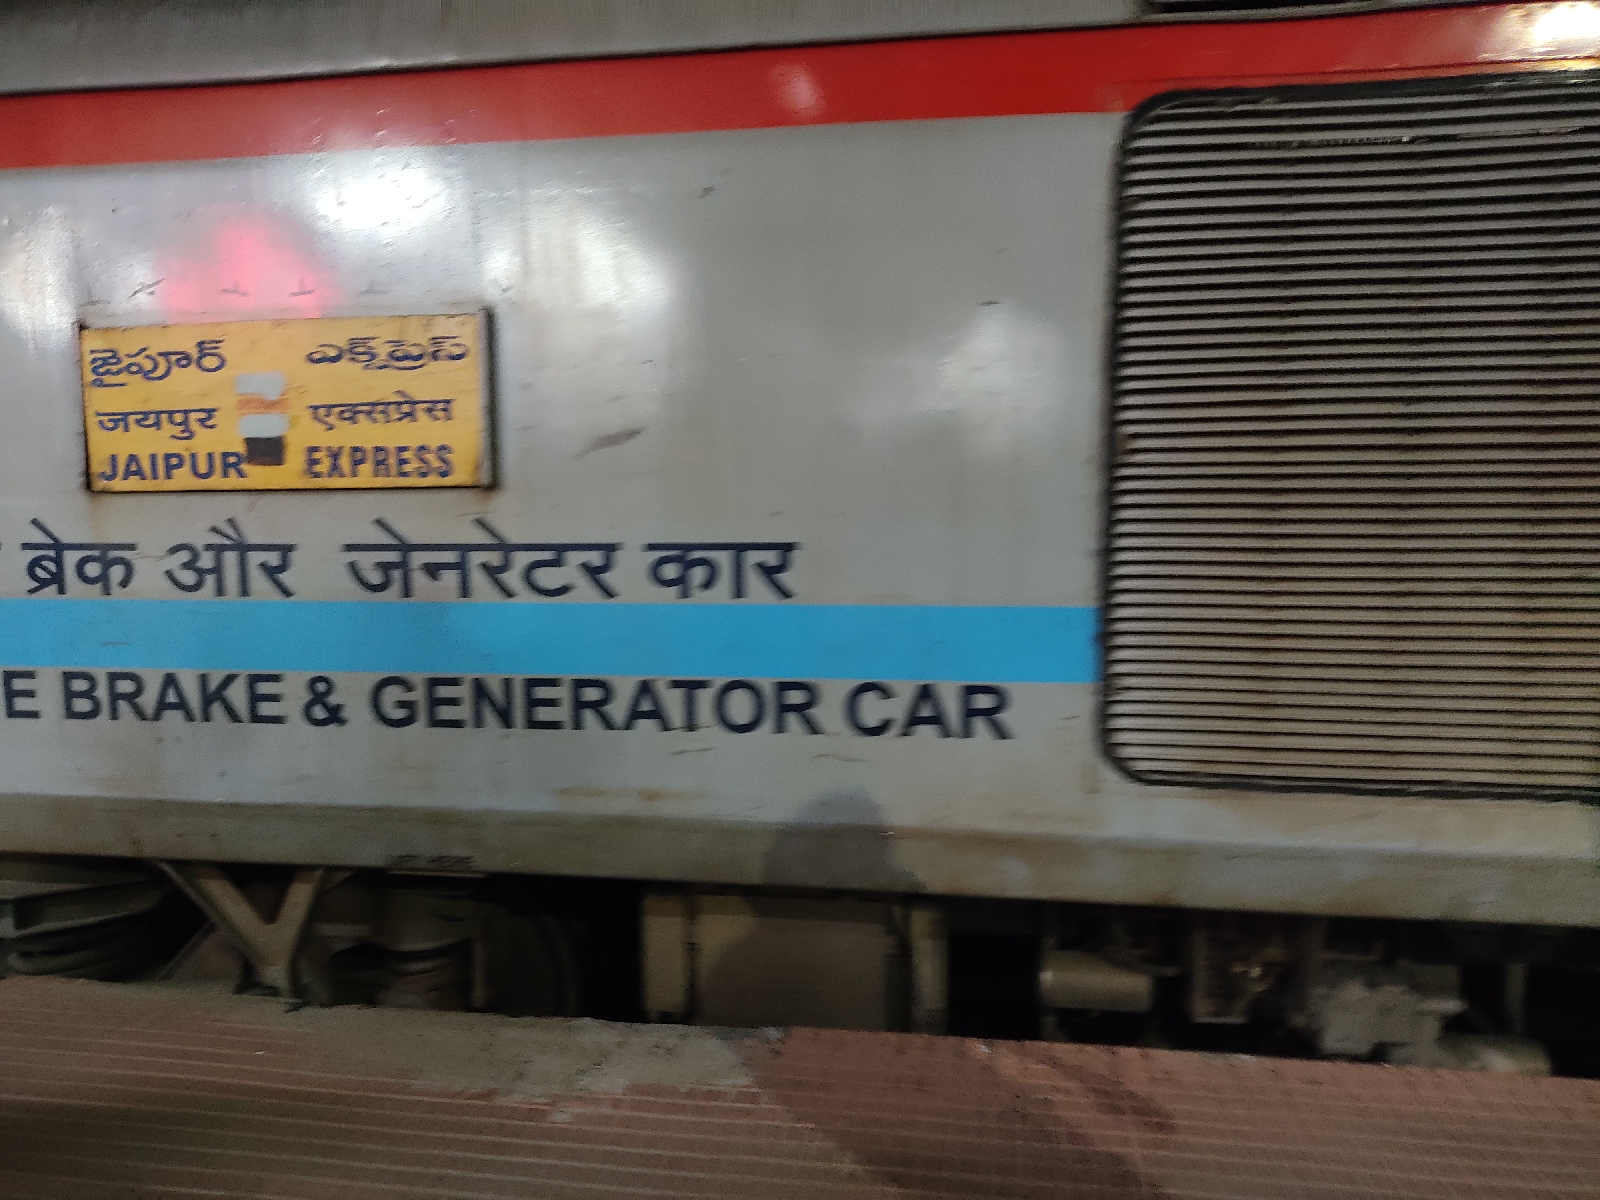 జైపూర్ ఎక్స్‌ప్రెస్
जयपुर एक्सप्रेस
JAIPUR EXPRESS
ब्रेक और जेनरेटर कार
E BRAKE & GENERATOR CAR